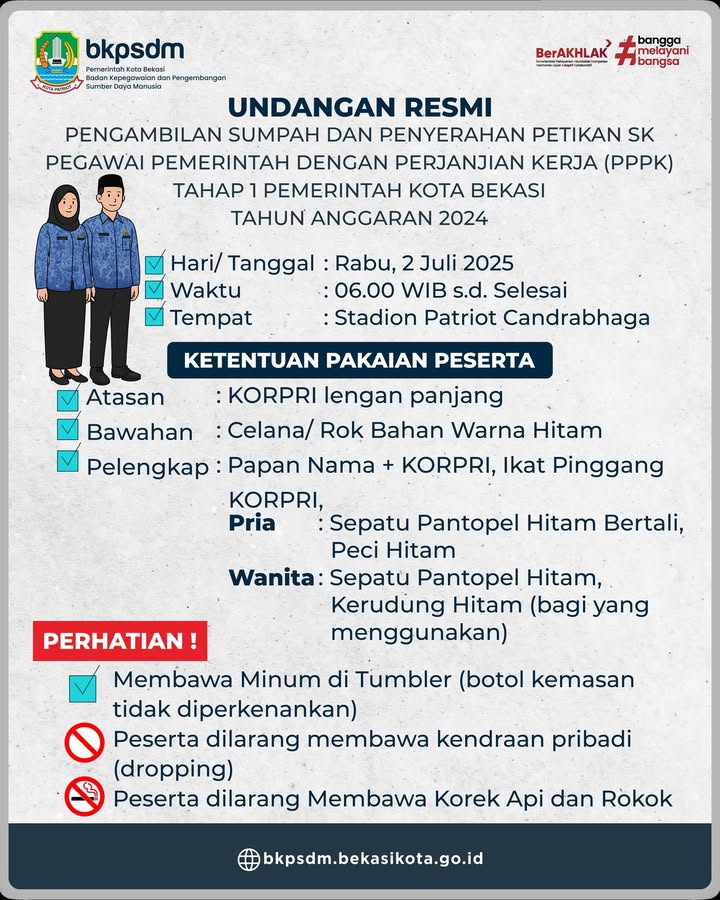 bkpsdm
Pemerintah Kota Bekasi
Badan Kepegawaian dan Pengembangan
Sumber Daya Manusia
KOTA PATRIOT
BerAKHLAK
#bangga
melayani
bangsa
UNDANGAN RESMI
PENGAMBILAN SUMPAH DAN PENYERAHAN PETIKAN SK
PEGAWAI PEMERINTAH DENGAN PERJANJIAN KERJA (PPPK)
TAHAP 1 PEMERINTAH KOTA BEKASI
TAHUN ANGGARAN 2024
Hari/ Tanggal : Rabu, 2 Juli 2025
Waktu : 06.00 WIB s.d. Selesai
Tempat : Stadion Patriot Candrabhaga
KETENTUAN PAKAIAN PESERTA
Atasan : KORPRI lengan panjang
Bawahan : Celana/ Rok Bahan Warna Hitam
Pelengkap : Papan Nama + KORPRI, Ikat Pinggang
KORPRI,
Pria : Sepatu Pantopel Hitam Bertali,
Peci Hitam
Wanita : Sepatu Pantopel Hitam,
Kerudung Hitam (bagi yang
menggunakan)
PERHATIAN !
Membawa Minum di Tumbler (botol kemasan
tidak diperkenankan)
Peserta dilarang membawa kendraan pribadi
(dropping)
Peserta dilarang Membawa Korek Api dan Rokok
bkpsdm.bekasikota.go.id